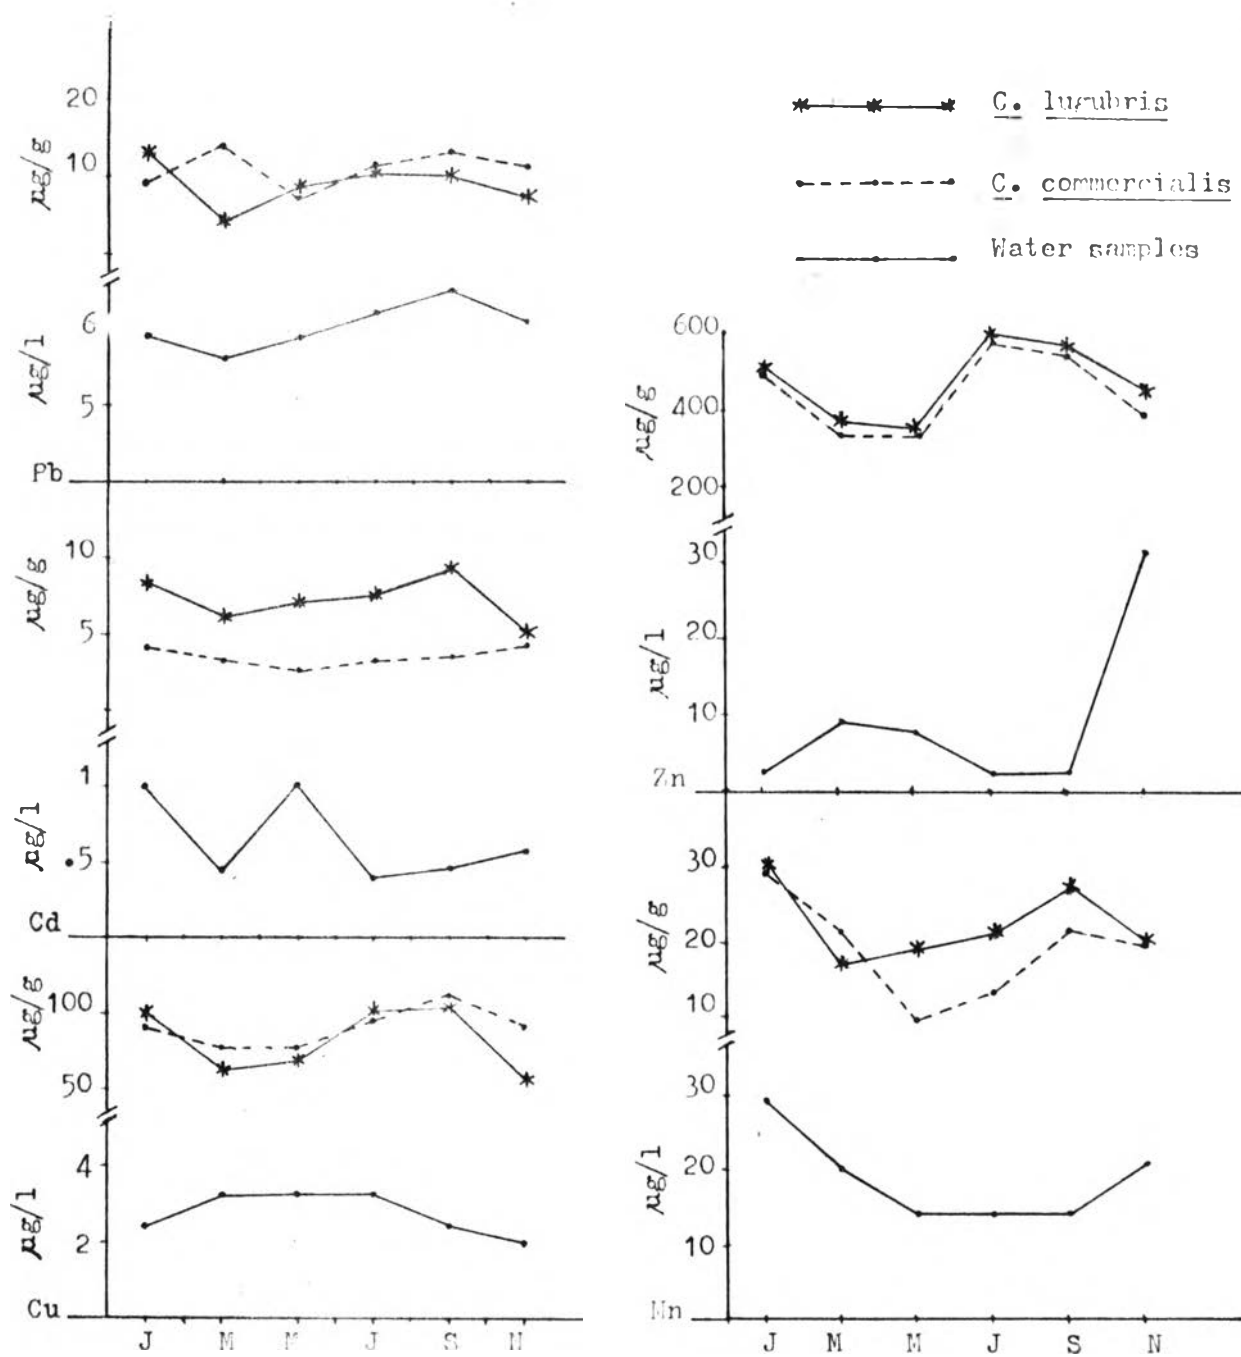 C. lugubris
C. commercialis
Water samples
20
10
µg/g
6
5
µg/l
Pb
10
5
µg/g
1
.5
µg/l
Cd
100
50
µg/g
4
2
µg/l
Cu
J M M J S N
600
400
200
µg/g
30
20
10
µg/l
Zn
30
20
10
µg/g
30
20
10
µg/l
Mn
J M M J S N